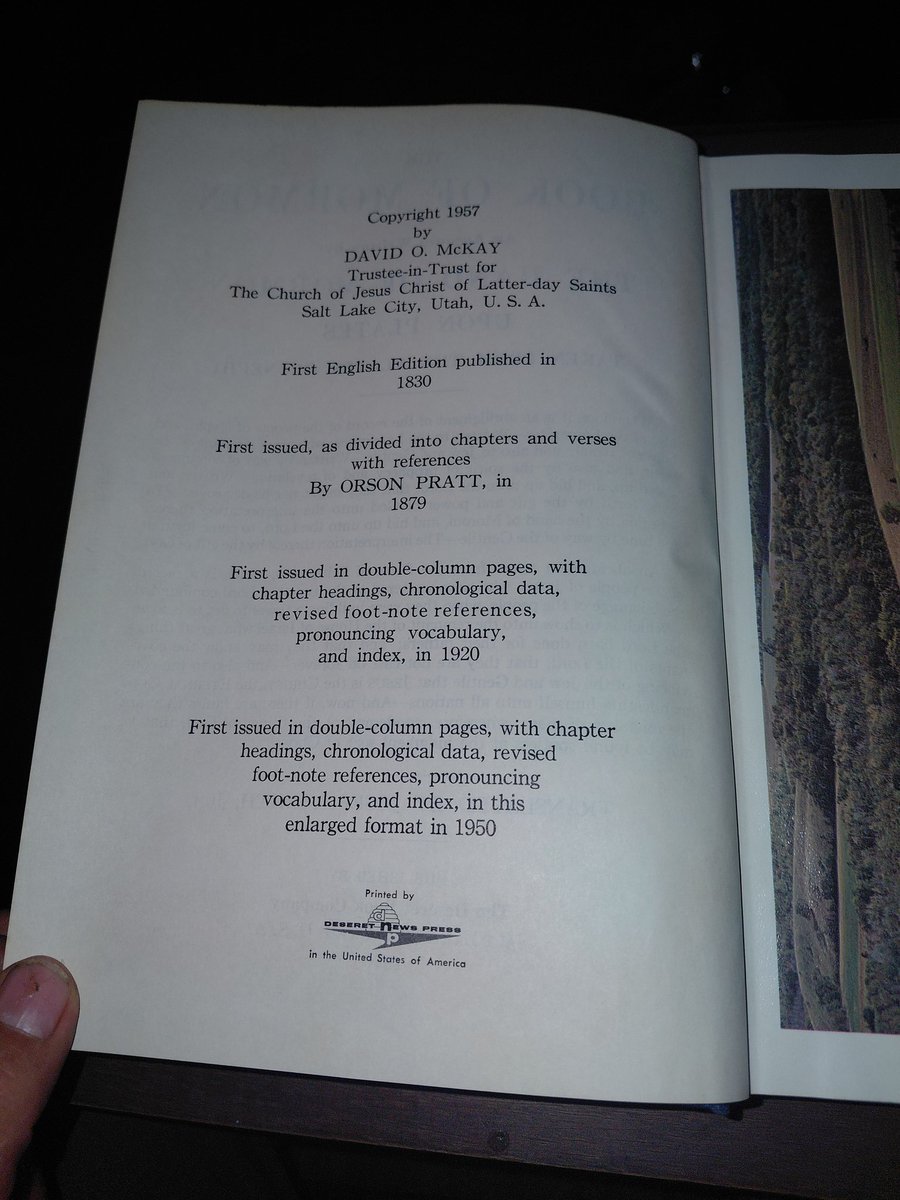 Copyright 1957
by
DAVID O. McKAY
Trustee-in-Trust for
The Church of Jesus Christ of Latter-day Saints
Salt Lake City, Utah, U. S. A.
First English Edition published in
1830
First issued, as divided into chapters and verses
with references
By ORSON PRATT, in
1879
First issued in double-column pages, with
chapter headings, chronological data,
revised foot-note references,
pronouncing vocabulary,
and index, in 1920
First issued in double-column pages, with chapter
headings, chronological data, revised
foot-note references, pronouncing
vocabulary, and index, in this
enlarged format in 1950
Printed by
DESERET NEWS PRESS
in the United States of America